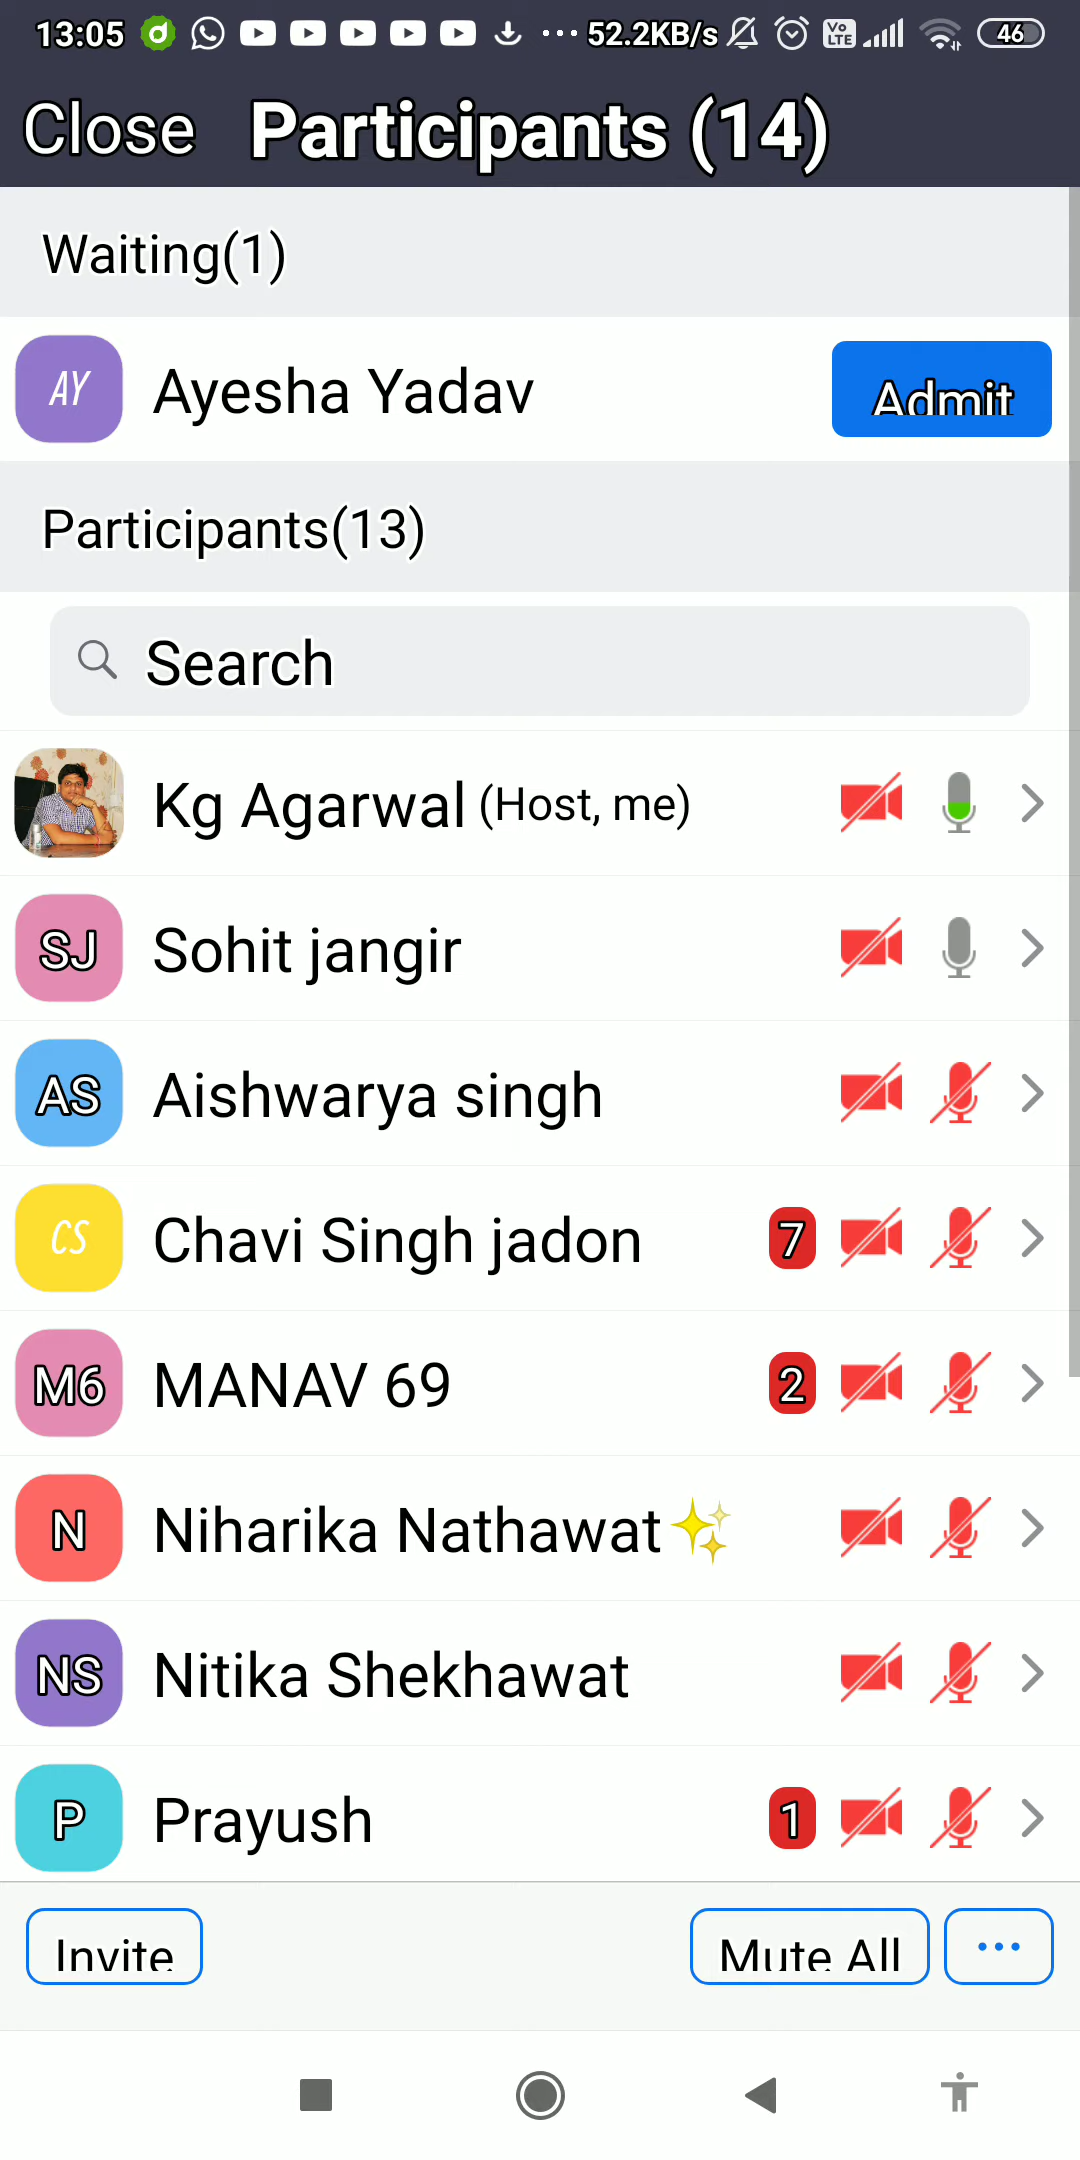 13:05 d ... 52.2KB/s Vo LTE 46
Close Participants (14)
Waiting(1)
AY Ayesha Yadav Admit
Participants(13)
Search
Kg Agarwal (Host, me)
SJ Sohit jangir
AS Aishwarya singh
CS Chavi Singh jadon 7
M6 MANAV 69 2
N Niharika Nathawat✨
NS Nitika Shekhawat
P Prayush 1
Invite Mute All ...